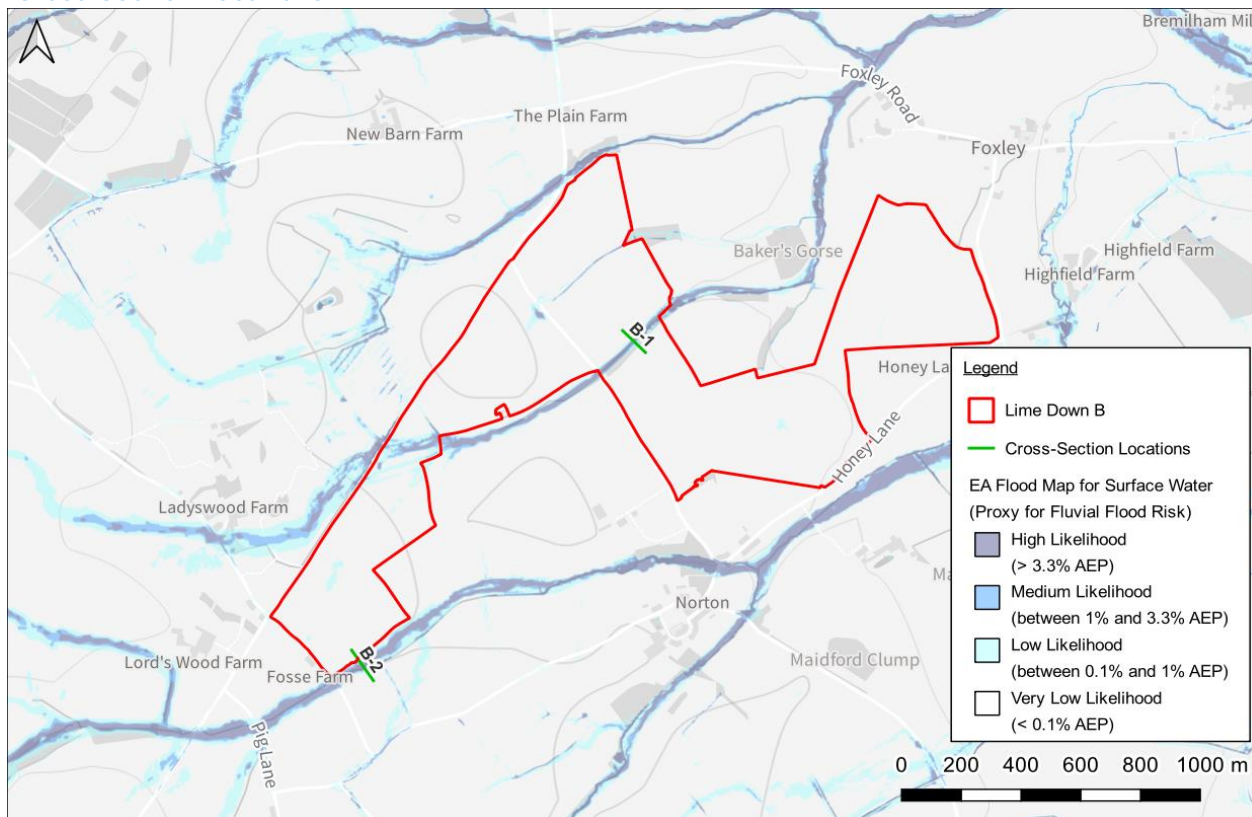 Bremilham Mil
Foxley Road
The Plain Farm
New Barn Farm
Foxley
Baker's Gorse
Highfield Farm
Highfield Farm
B-1
Honey La
Honey Lane
Ladyswood Farm
Norton
Lord's Wood Farm
B-2
Fosse Farm
Maidford Clump
Pig Lane
Legend
Lime Down B
Cross-Section Locations
EA Flood Map for Surface Water
(Proxy for Fluvial Flood Risk)
High Likelihood
(> 3.3% AEP)
Medium Likelihood
(between 1% and 3.3% AEP)
Low Likelihood
(between 0.1% and 1% AEP)
Very Low Likelihood
(< 0.1% AEP)
0 200 400 600 800 1000 m